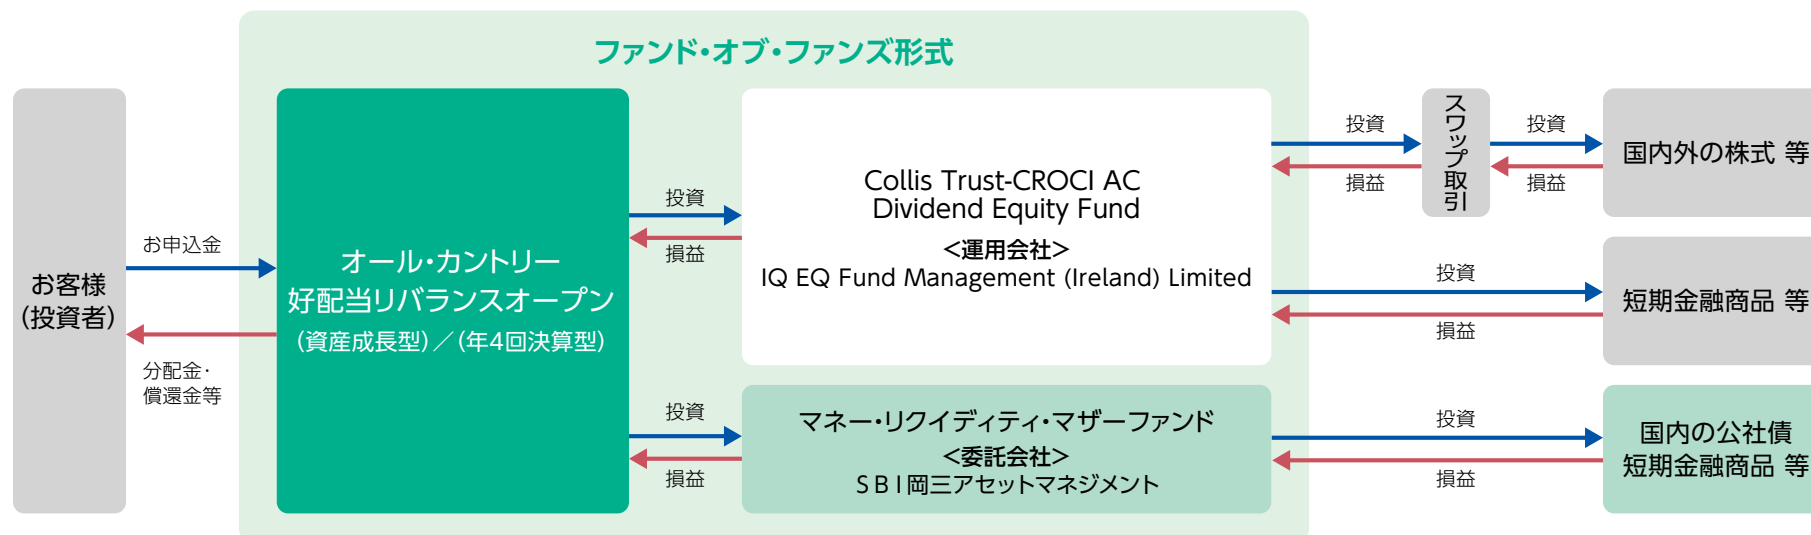 ファンド・オブ・ファンズ形式
お客様
（投資者）
お申込金
分配金・
償還金等
オール・カントリー
好配当リバランスオープン
（資産成長型）／（年4回決算型）
投資
損益
投資
損益
Collis Trust-CROCI AC
Dividend Equity Fund
<運用会社>
IQ EQ Fund Management (Ireland) Limited
マネー・リクイディティ・マザーファンド
<委託会社>
ＳＢＩ岡三アセットマネジメント
投資
損益
スワップ取引
投資
損益
国内外の株式 等
投資
損益
短期金融商品 等
投資
損益
国内の公社債
短期金融商品 等